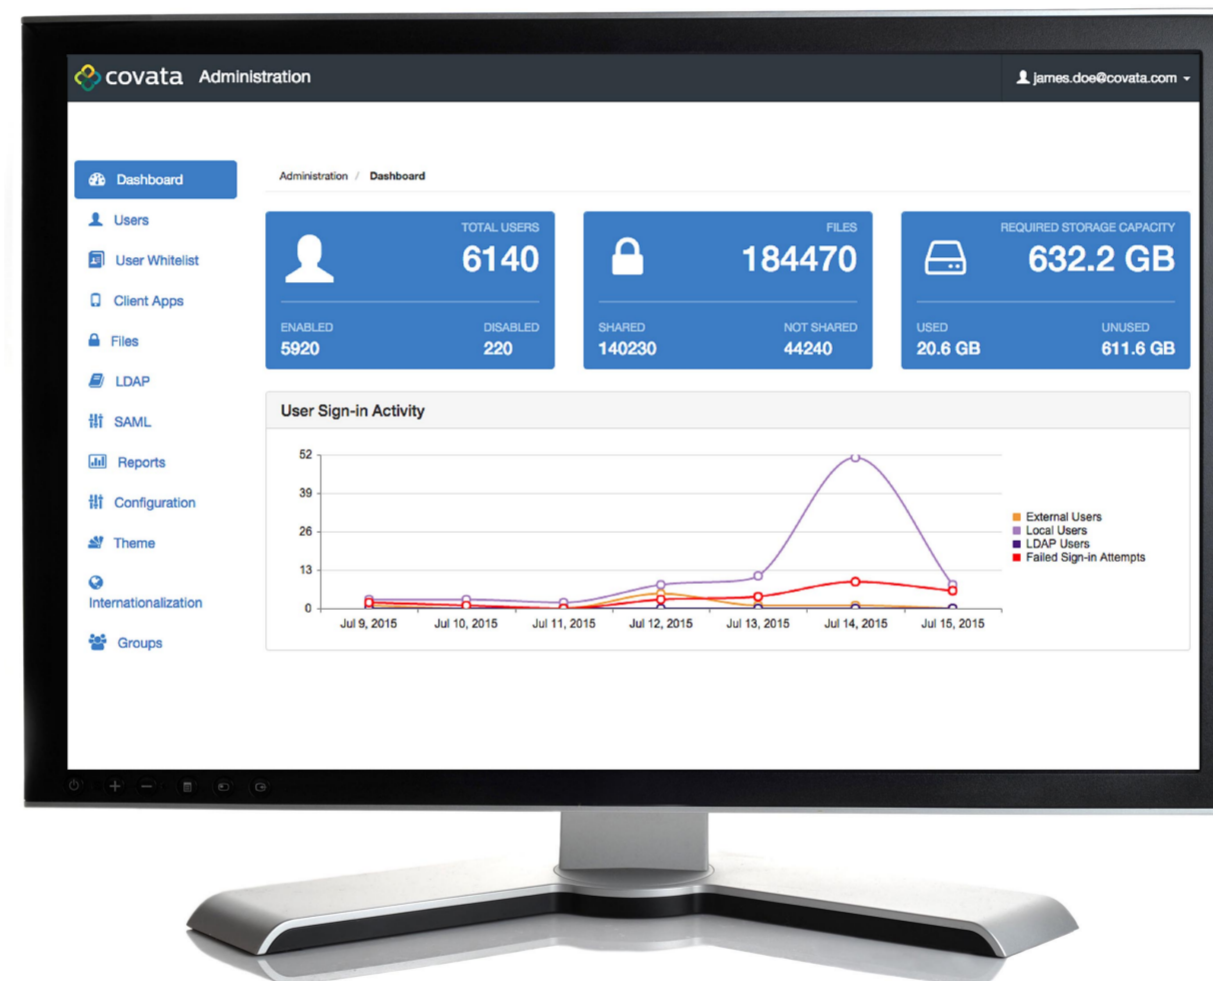 covata Administration
james.doe@covata.com
Dashboard
Users
User Whitelist
Client Apps
Files
LDAP
SAML
Reports
Configuration
Theme
Internationalization
Groups
Administration / Dashboard
TOTAL USERS
6140
ENABLED DISABLED
5920 220
FILES
184470
SHARED NOT SHARED
140230 44240
REQUIRED STORAGE CAPACITY
632.2 GB
USED UNUSED
20.6 GB 611.6 GB
User Sign-in Activity
52
39
26
13
0
Jul 9, 2015 Jul 10, 2015 Jul 11, 2015 Jul 12, 2015 Jul 13, 2015 Jul 14, 2015 Jul 15, 2015
External Users
Local Users
LDAP Users
Failed Sign-in Attempts